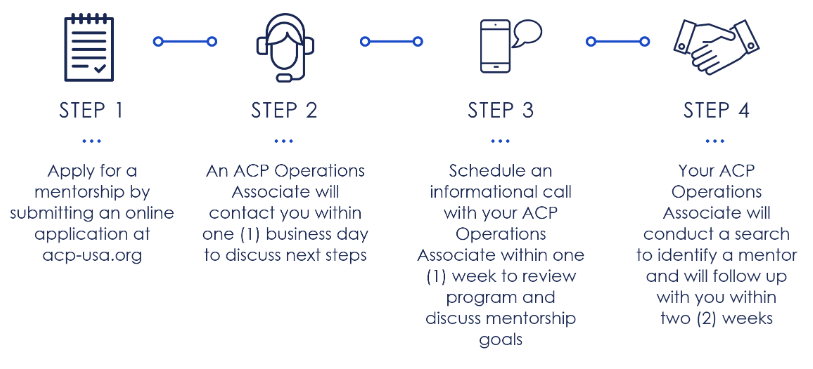 STEP 1
Apply for a
mentorship by
submitting an online
application at
acp-usa.org
STEP 2
An ACP Operations
Associate will
contact you within
one (1) business day
to discuss next steps
STEP 3
Schedule an
informational call
with your ACP
Operations
Associate within one
(1) week to review
program and
discuss mentorship
goals
STEP 4
Your ACP
Operations
Associate will
conduct a search
to identify a mentor
and will follow up
with you within
two (2) weeks